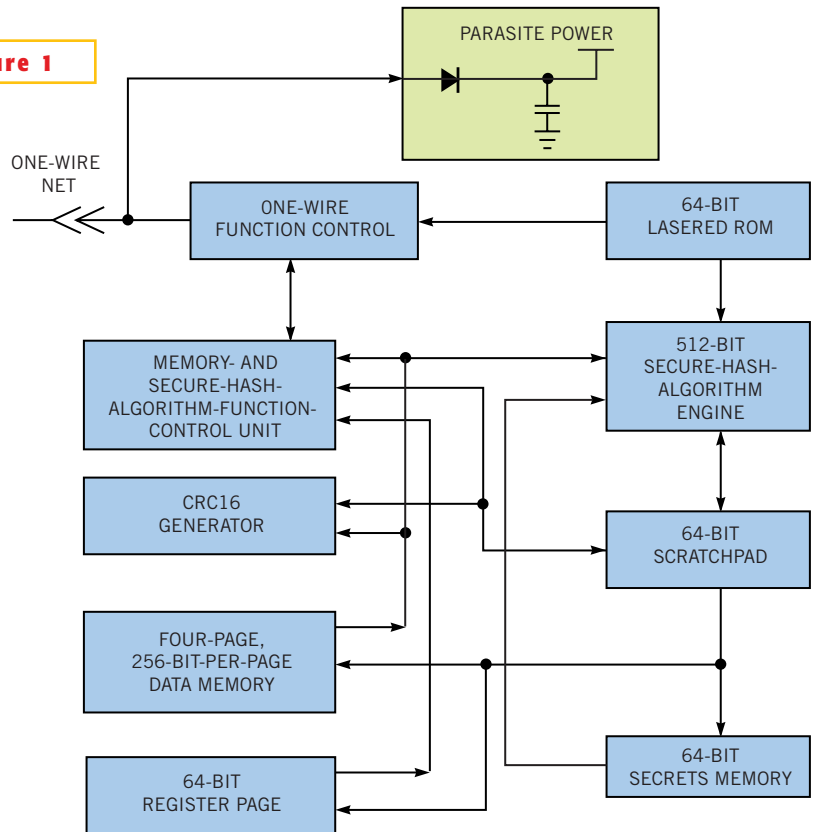 ure 1
PARASITE POWER
ONE-WIRE
NET
ONE-WIRE
FUNCTION CONTROL
64-BIT
LASERED ROM
MEMORY- AND
SECURE-HASH-
ALGORITHM-FUNCTION-
CONTROL UNIT
512-BIT
SECURE-HASH-
ALGORITHM
ENGINE
CRC16
GENERATOR
64-BIT
SCRATCHPAD
FOUR-PAGE,
256-BIT-PER-PAGE
DATA MEMORY
64-BIT
REGISTER PAGE
64-BIT
SECRETS MEMORY